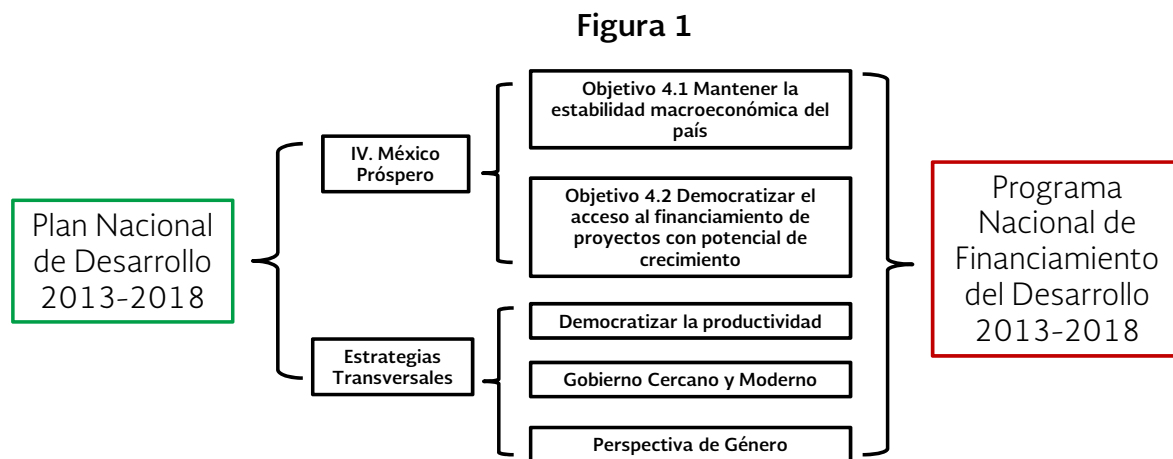 Figura 1
Plan Nacional
de Desarrollo
2013-2018
IV. México
Próspero
Estrategias
Transversales
Objetivo 4.1 Mantener la
estabilidad macroeconómica del
país
Objetivo 4.2 Democratizar el
acceso al financiamiento de
proyectos con potencial de
crecimiento
Democratizar la productividad
Gobierno Cercano y Moderno
Perspectiva de Género
Programa
Nacional de
Financiamiento
del Desarrollo
2013-2018